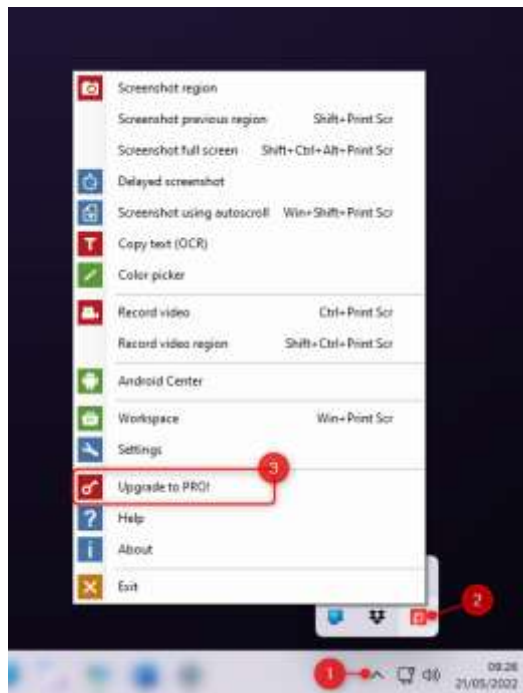 Screenshot region
Screenshot previous region Shift+Print Scr
Screenshot full screen Shift+Ctrl+Alt+Print Scr
Delayed screenshot
Screenshot using autoscroll Win+Shift+Print Scr
T Copy text (OCR)
Color picker
Record video Ctrl+Print Scr
Record video region Shift+Ctrl+Print Scr
Android Center
Workspace Win+Print Scr
Settings
3
Upgrade to PRO!
? Help
i About
Exit
2
1
09:26
21/05/2022